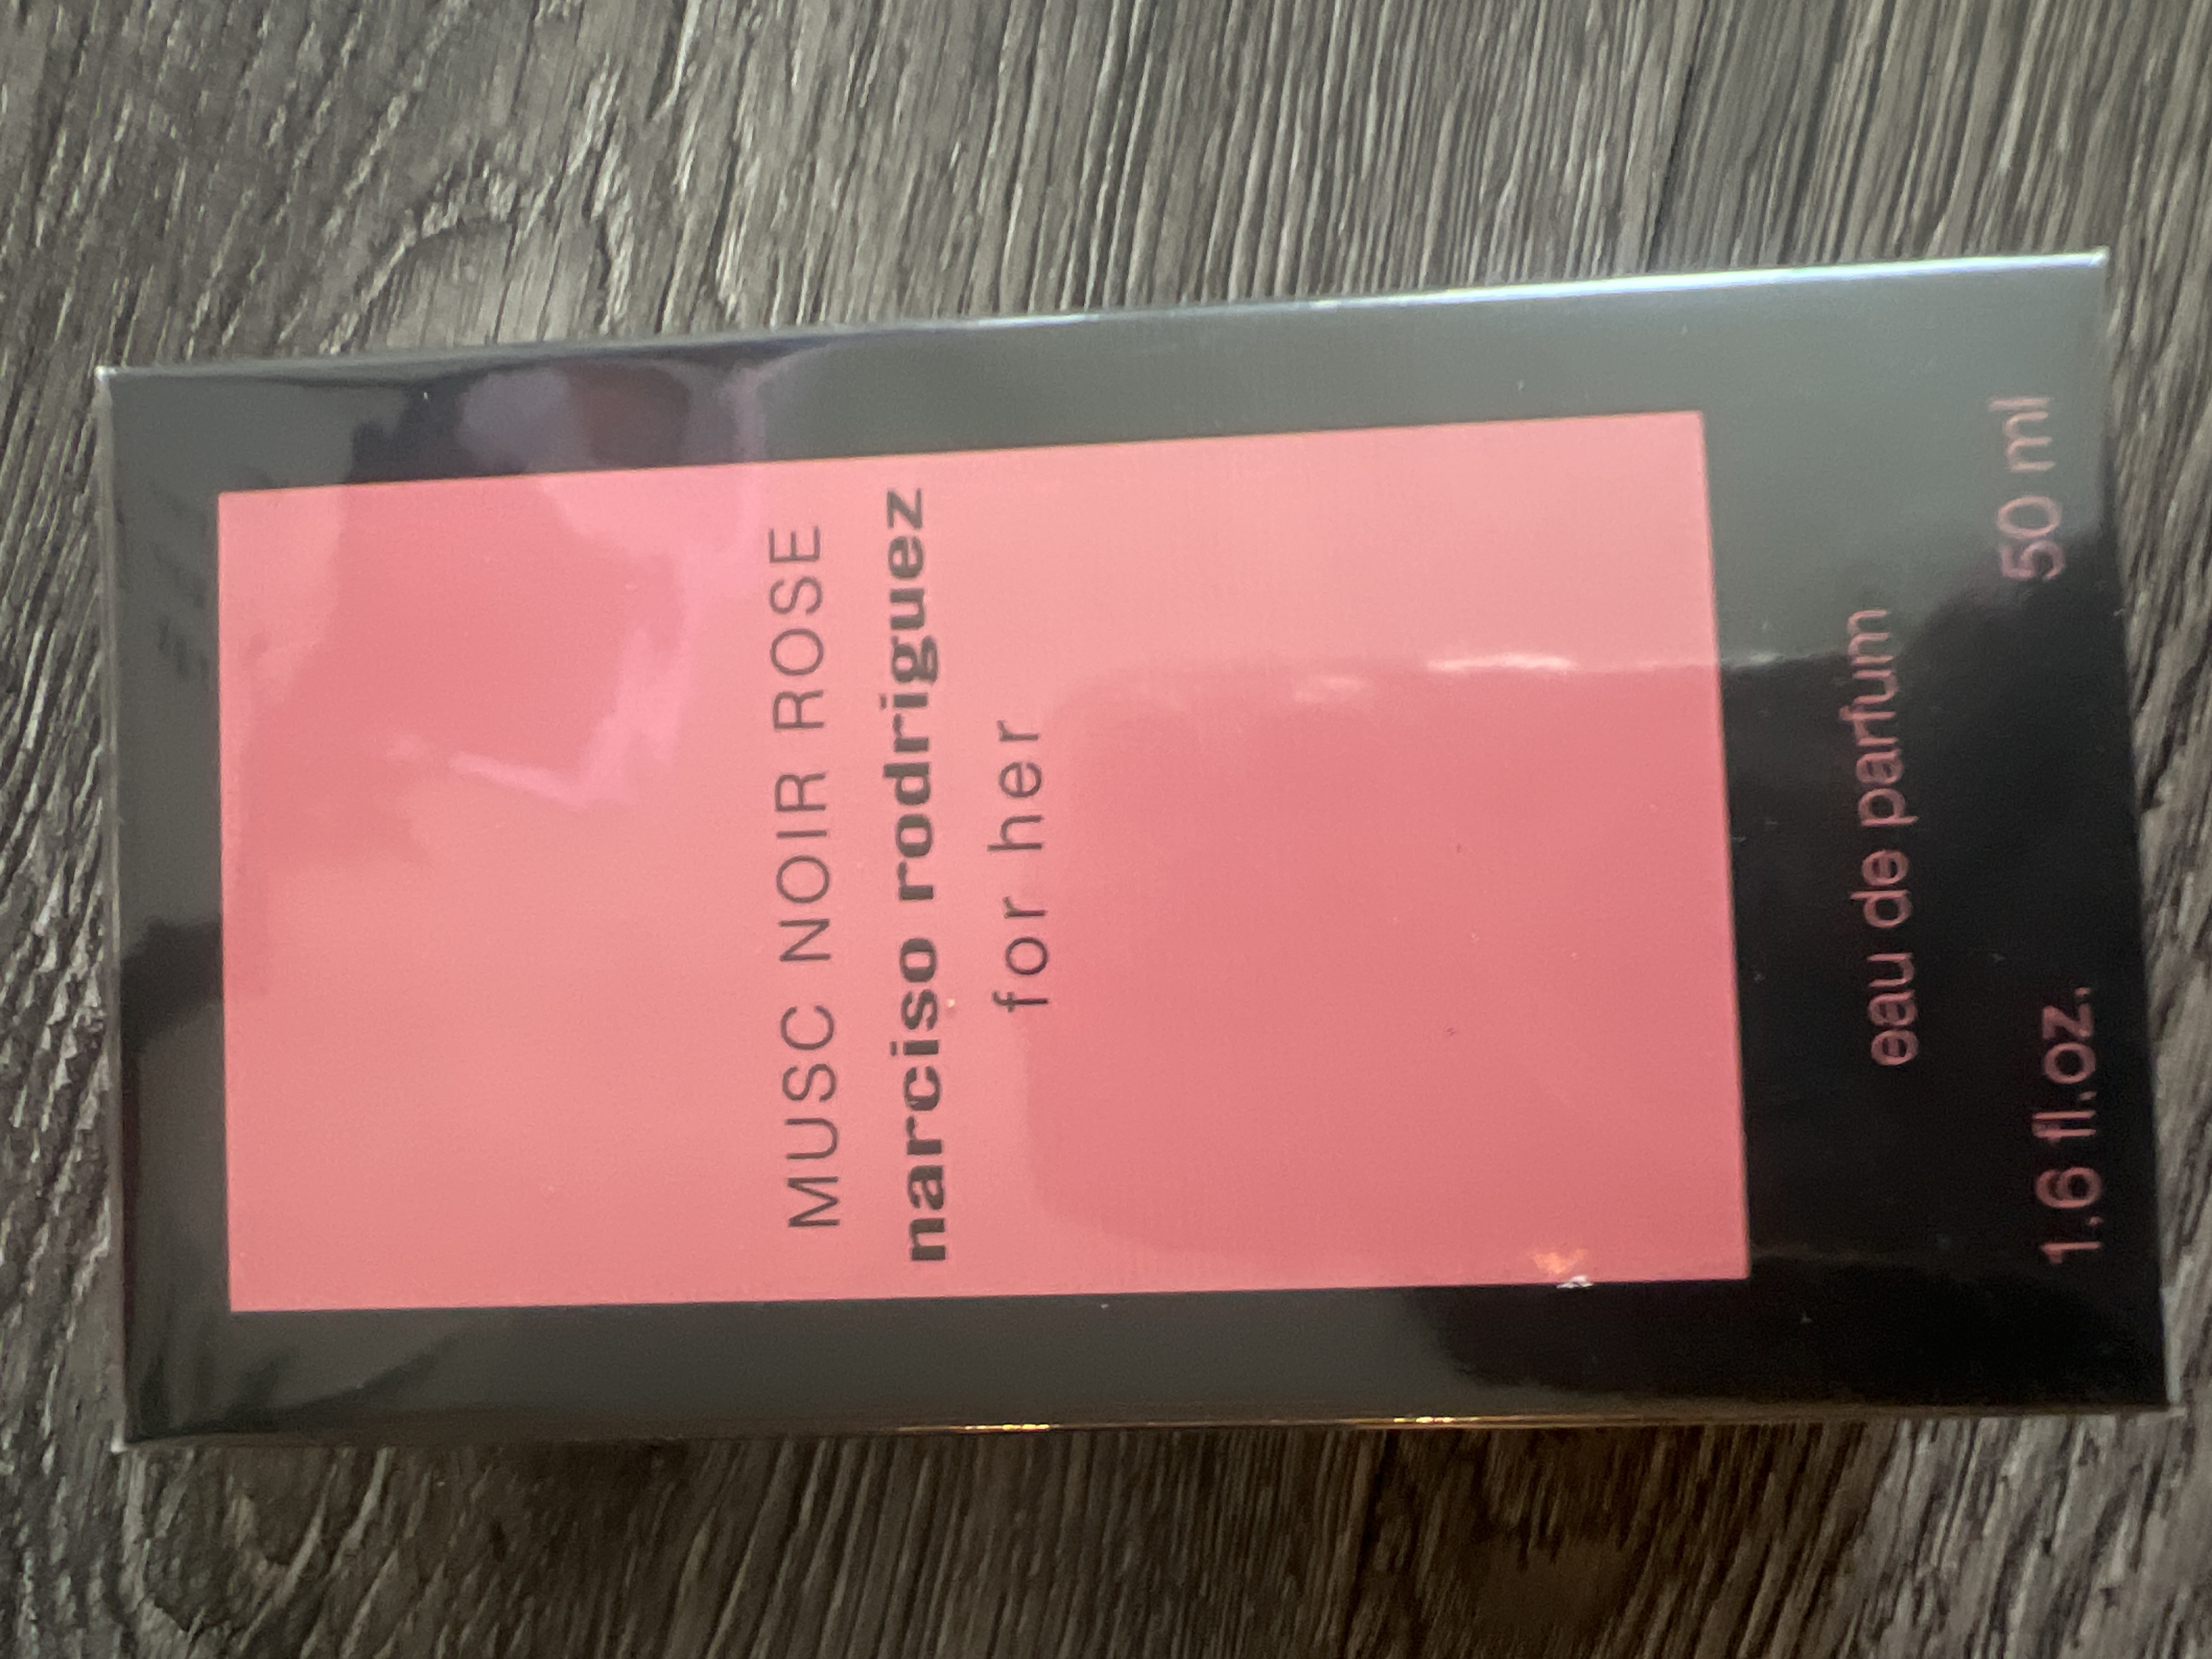 MUSC NOIR ROSE
narciso rodriguez
for her
eau de parfum
1.6 fl.oz. 50 ml